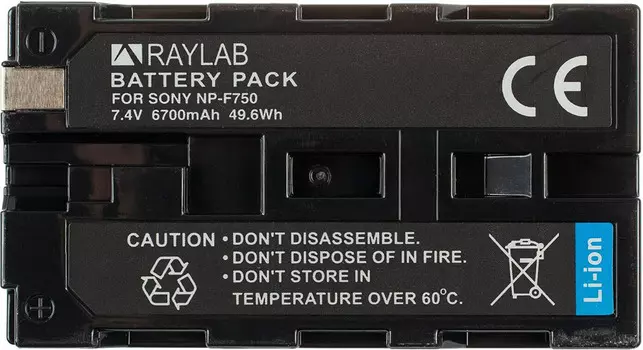 RAYLAB
BATTERY PACK
FOR SONY NP-F750
7.4V 6700mAh 49.6Wh
CE
CAUTION • DON'T DISASSEMBLE.
• DON'T DISPOSE OF IN FIRE.
• DON'T STORE IN
TEMPERATURE OVER 60°C.
Li-ion